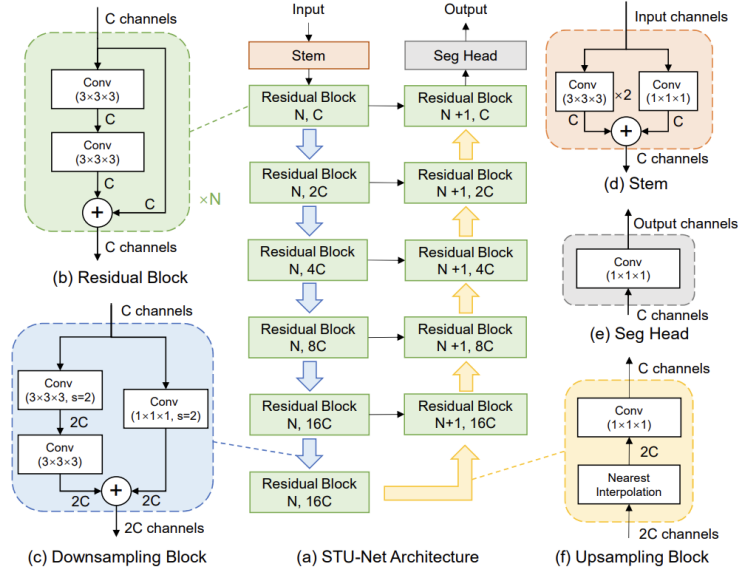 C channels
Conv
(3×3×3)
C
Conv
(3×3×3)
C
C
+
×N
C channels
(b) Residual Block
C channels
Conv
(3×3×3, s=2)
2C
Conv
(3×3×3)
Conv
(1×1×1, s=2)
2C
+
2C
2C channels
(c) Downsampling Block
Input
Stem
Residual Block
N, C
Residual Block
N, 2C
Residual Block
N, 4C
Residual Block
N, 8C
Residual Block
N, 16C
Residual Block
N, 16C
Output
Seg Head
Residual Block
N +1, C
Residual Block
N +1, 2C
Residual Block
N +1, 4C
Residual Block
N +1, 8C
Residual Block
N+1, 16C
(a) STU-Net Architecture
Input channels
Conv
(3×3×3)
×2
Conv
(1×1×1)
C
+
C
C channels
(d) Stem
Output channels
Conv
(1×1×1)
C channels
(e) Seg Head
C channels
Conv
(1×1×1)
2C
Nearest
Interpolation
2C channels
(f) Upsampling Block